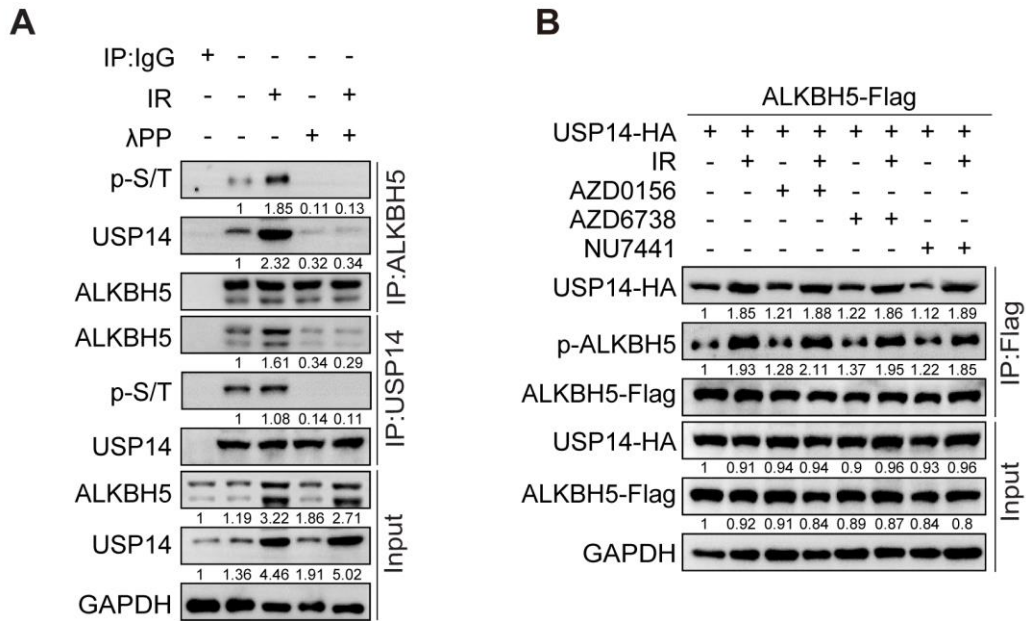 A
IP:IgG + - - - -
IR - - + - +
λPP - - - + +
p-S/T
1 1.85 0.11 0.13
USP14
1 2.32 0.32 0.34
ALKBH5
IP:ALKBH5
ALKBH5
1 1.61 0.34 0.29
p-S/T
1 1.08 0.14 0.11
USP14
IP:USP14
ALKBH5
1 1.19 3.22 1.86 2.71
USP14
1 1.36 4.46 1.91 5.02
GAPDH
Input
B
ALKBH5-Flag
USP14-HA + + + + + + + +
IR - + - + - + - +
AZD0156 - - + + - - - -
AZD6738 - - - - + + - -
NU7441 - - - - - - + +
USP14-HA
1 1.85 1.21 1.88 1.22 1.86 1.12 1.89
p-ALKBH5
1 1.93 1.28 2.11 1.37 1.95 1.22 1.85
ALKBH5-Flag
IP:Flag
USP14-HA
1 0.91 0.94 0.94 0.9 0.96 0.93 0.96
ALKBH5-Flag
1 0.92 0.91 0.84 0.89 0.87 0.84 0.8
GAPDH
Input